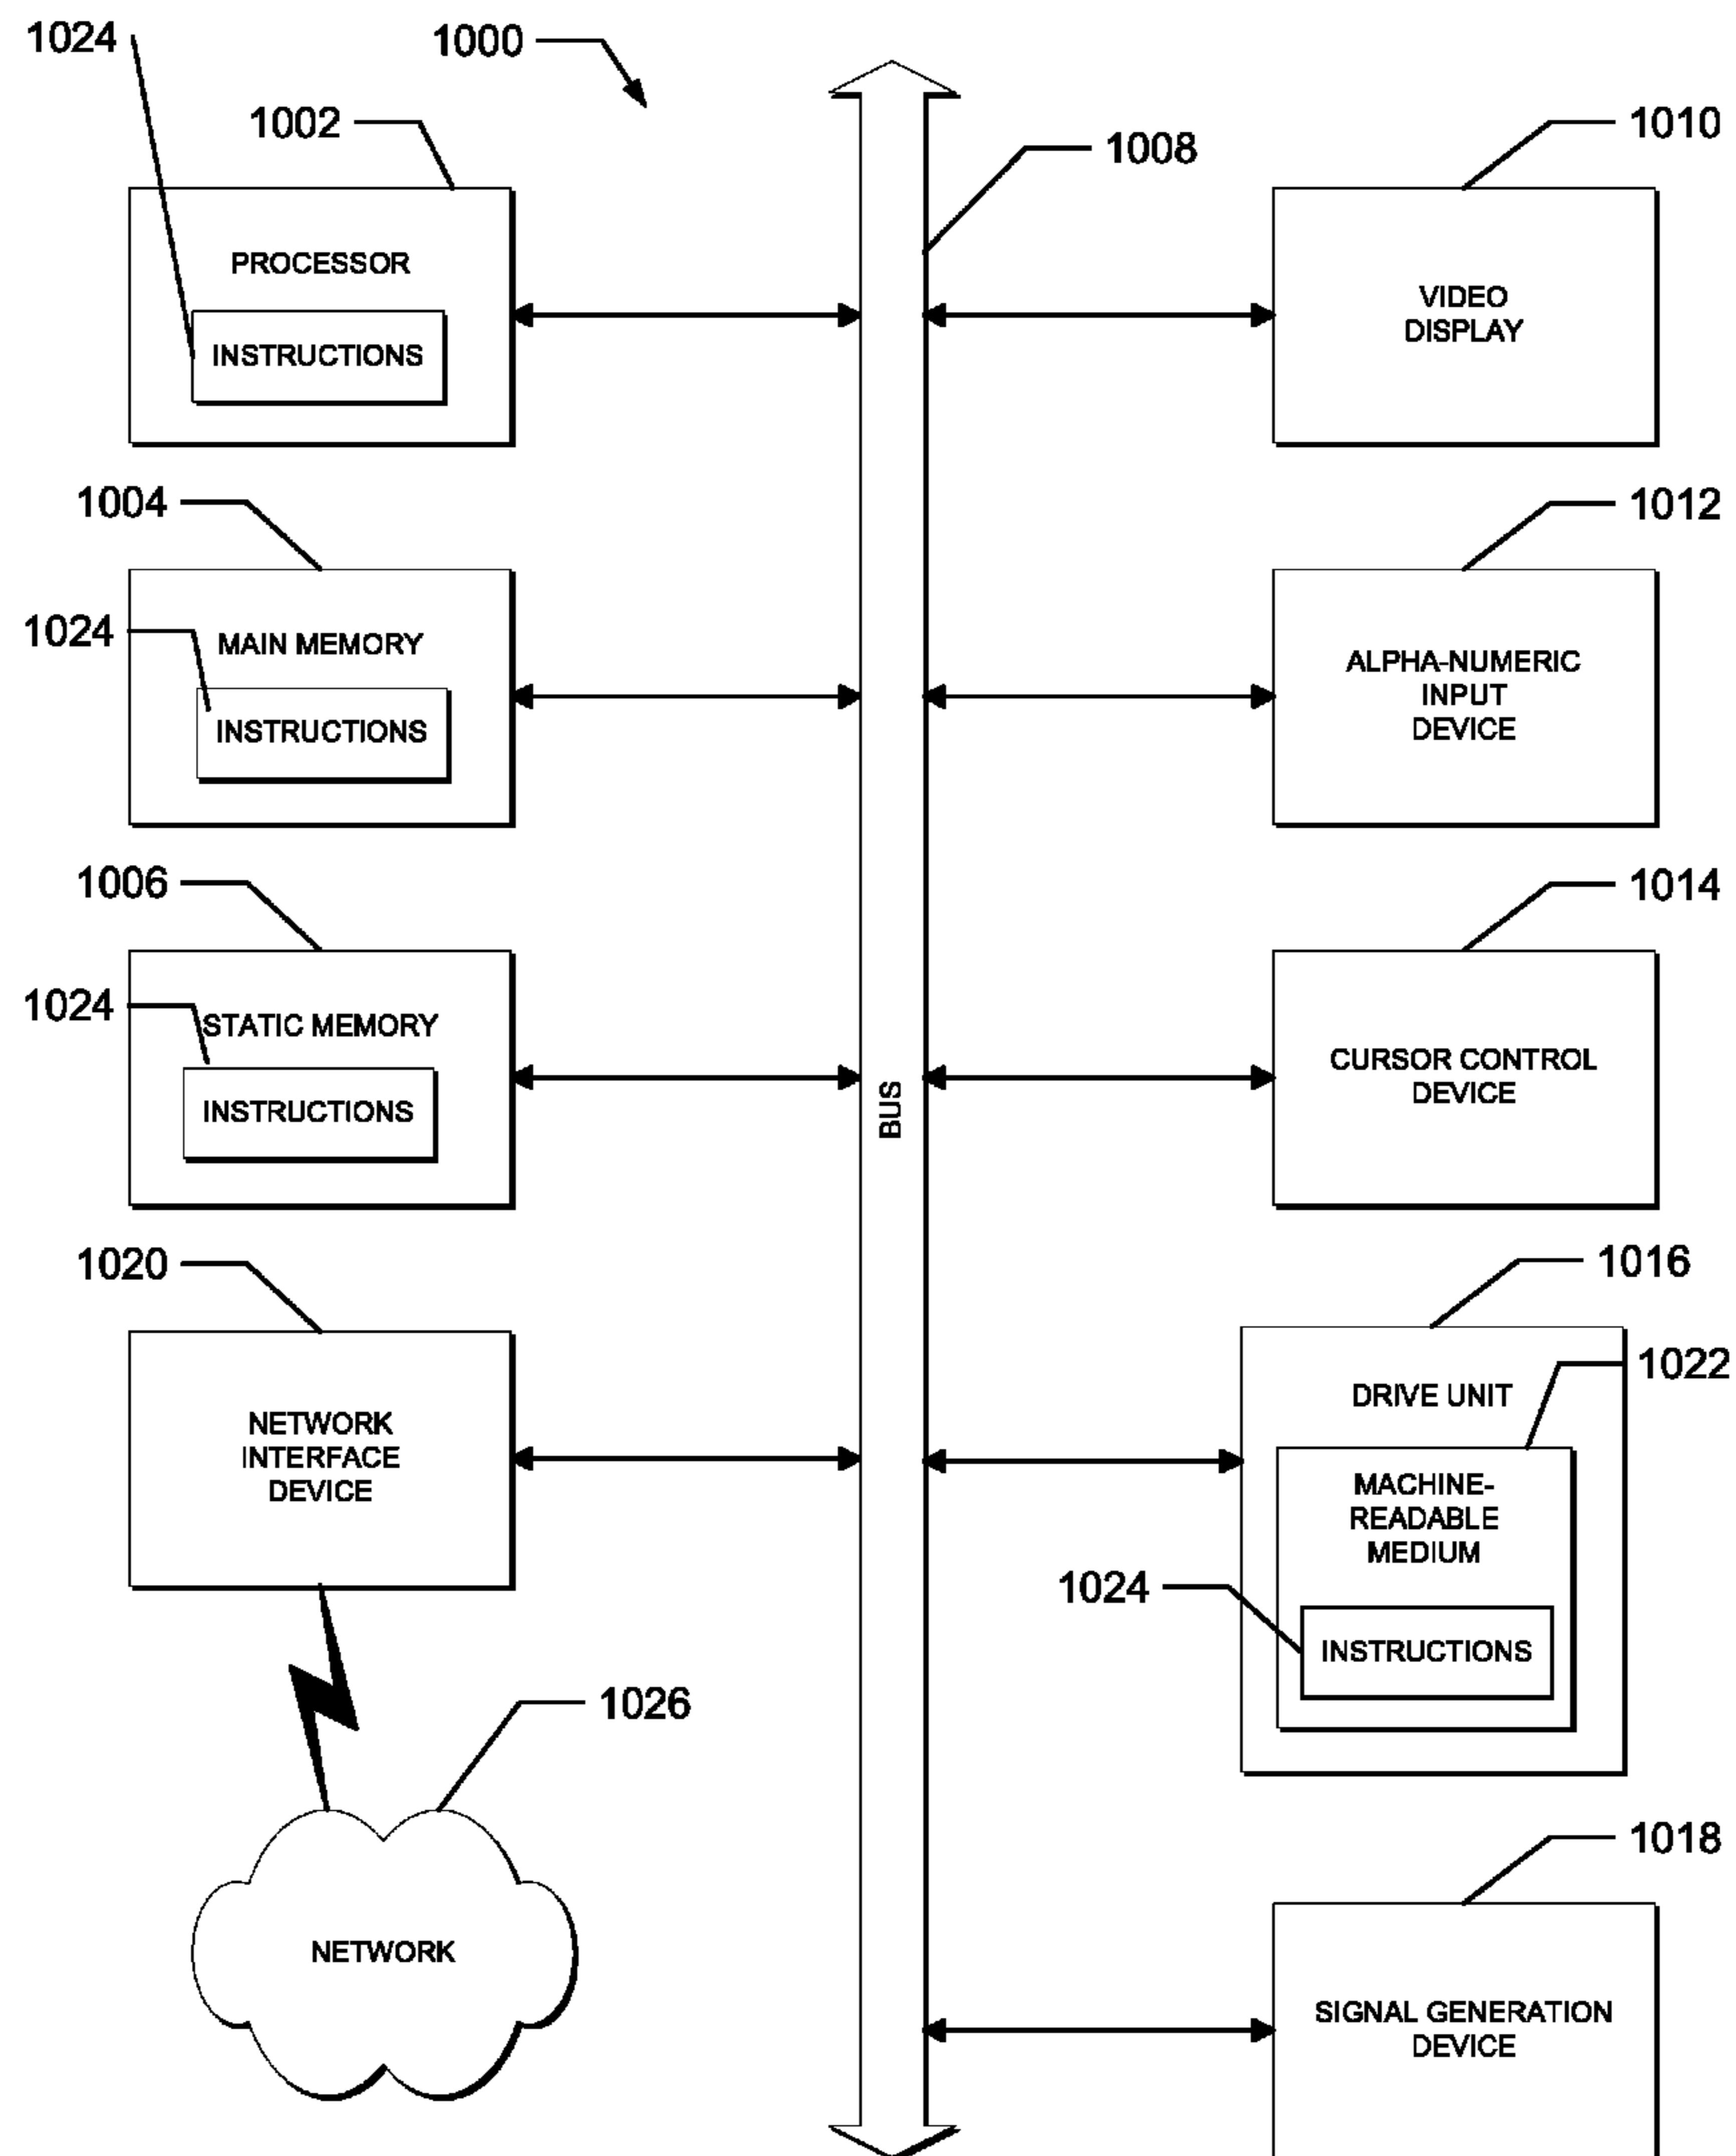 1024
1000
1002
1008
1010
PROCESSOR
INSTRUCTIONS
VIDEO
DISPLAY
1004
1012
1024
MAIN MEMORY
INSTRUCTIONS
ALPHA-NUMERIC
INPUT
DEVICE
1006
1014
1024
STATIC MEMORY
INSTRUCTIONS
BUS
CURSOR CONTROL
DEVICE
1020
1016
1022
NETWORK
INTERFACE
DEVICE
DRIVE UNIT
MACHINE-
READABLE
MEDIUM
1024
INSTRUCTIONS
1026
1018
NETWORK
SIGNAL GENERATION
DEVICE